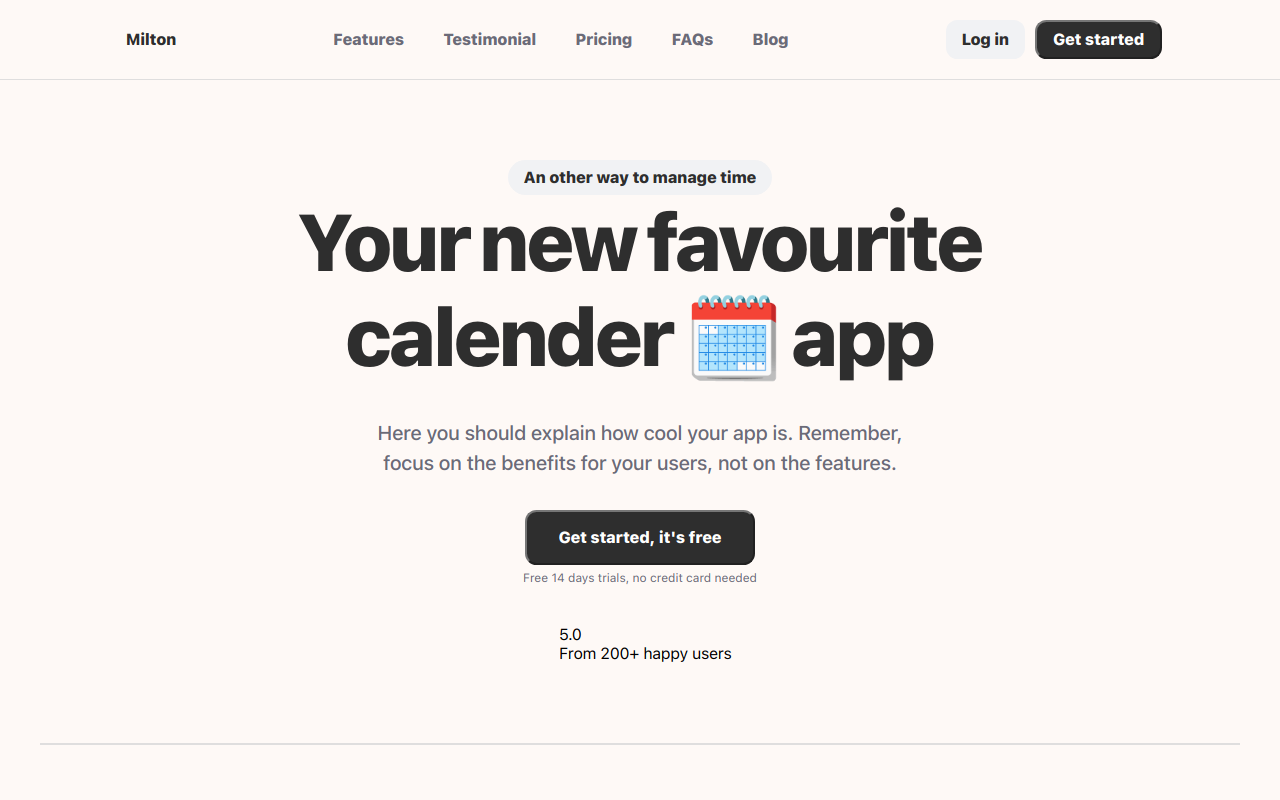 Milton
Features
Testimonial
Pricing
FAQs
Blog
Log in
Get started
An other way to manage time
Your new favourite
calender 🗓️ app
Here you should explain how cool your app is. Remember,
focus on the benefits for your users, not on the features.
Get started, it's free
Free 14 days trials, no credit card needed
5.0
From 200+ happy users